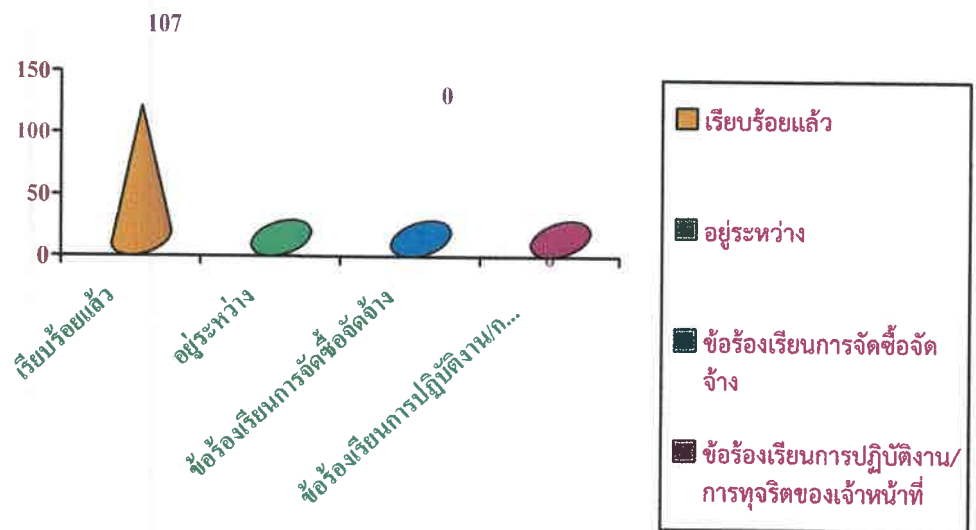 107
150
0
100
50
0
0
เรียบร้อยแล้ว
อยู่ระหว่าง
ข้อร้องเรียนการจัดซื้อจัดจ้าง
ข้อร้องเรียนการปฏิบัติงาน/ก...
เรียบร้อยแล้ว
อยู่ระหว่าง
ข้อร้องเรียนการจัดซื้อจัด
จ้าง
ข้อร้องเรียนการปฏิบัติงาน/
การทุจริตของเจ้าหน้าที่